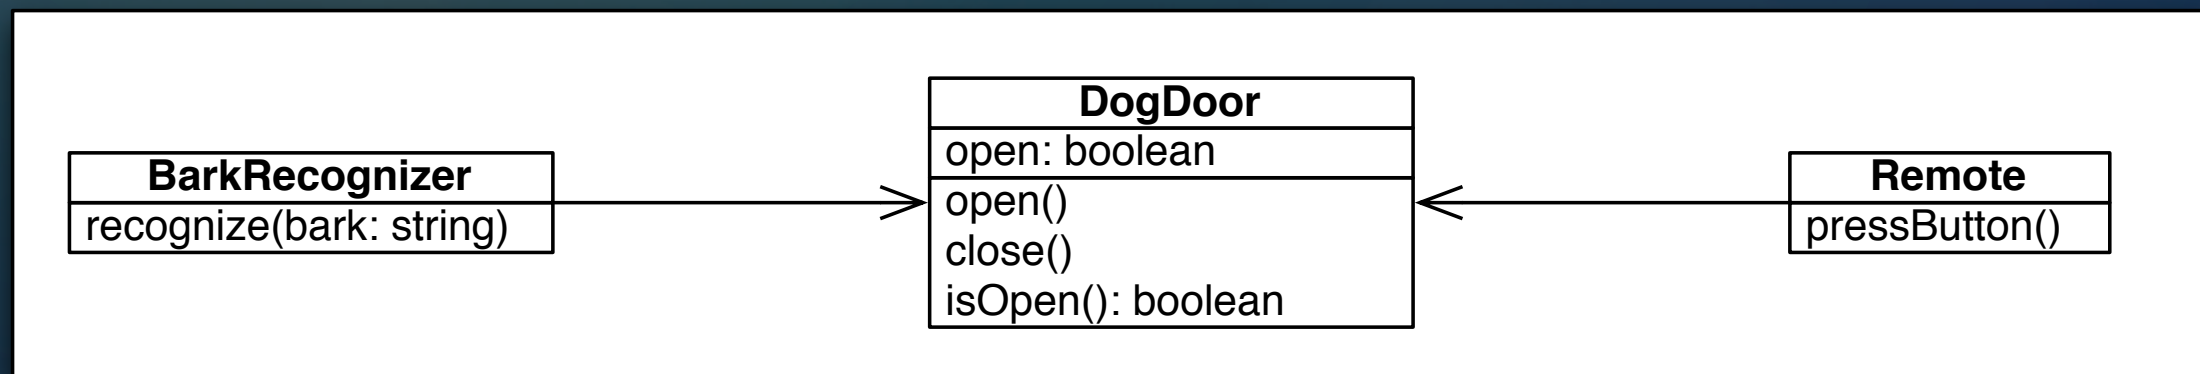 BarkRecognizer
recognize(bark: string)
DogDoor
open: boolean
open()
close()
isOpen(): boolean
Remote
pressButton()